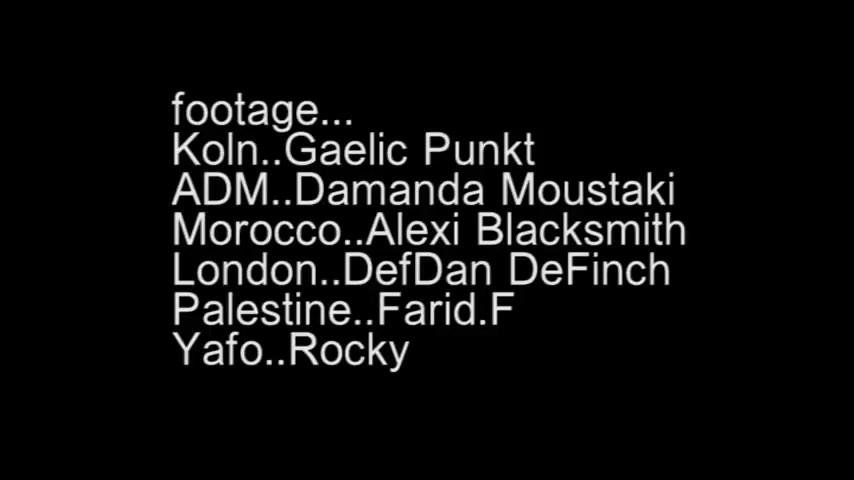 footage...
Koln..Gaelic Punkt
ADM..Damanda Moustaki
Morocco..Alexi Blacksmith
London..DefDan DeFinch
Palestine..Farid.F
Yafo..Rocky